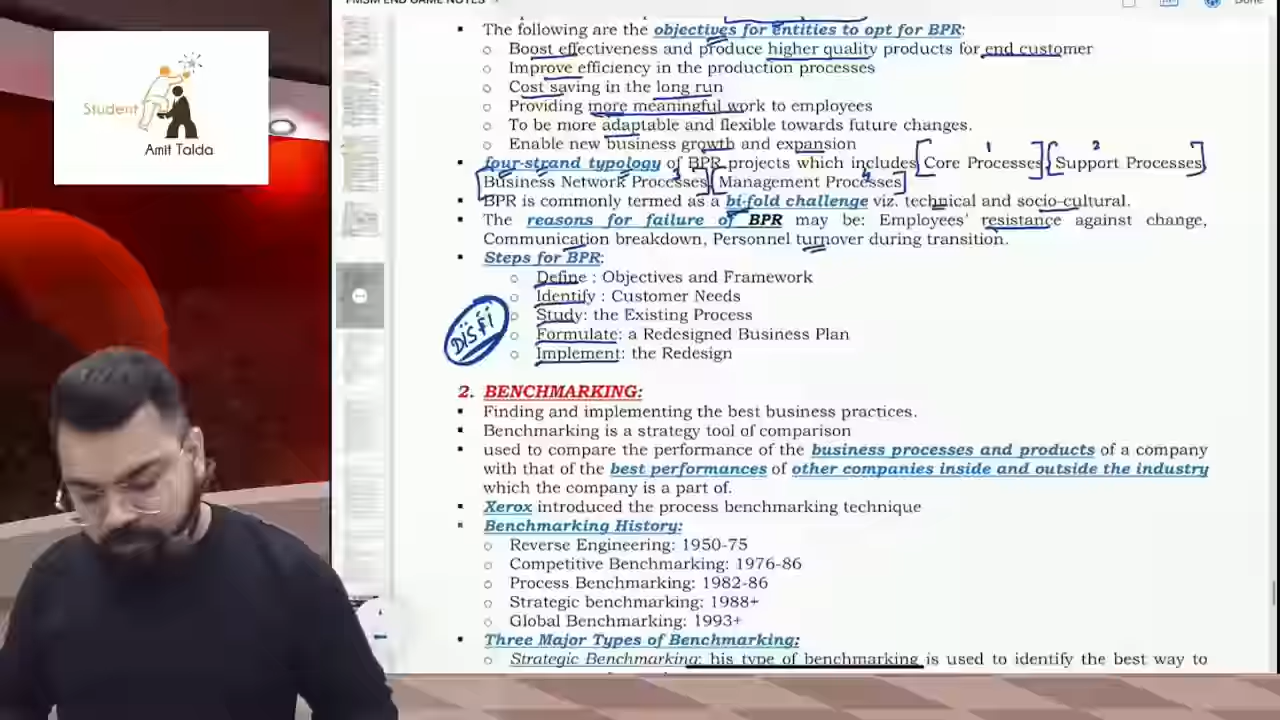 FMSM END GAME NOTES
Done
Student
Amit Talda
▪ The following are the objectives for entities to opt for BPR:
o Boost effectiveness and produce higher quality products for end customer
o Improve efficiency in the production processes
o Cost saving in the long run
o Providing more meaningful work to employees
o To be more adaptable and flexible towards future changes.
o Enable new business growth and expansion
▪ four-strand typology of BPR projects which includes Core Processes, Support Processes,
Business Network Processes, Management Processes
▪ BPR is commonly termed as a bi-fold challenge viz. technical and socio-cultural.
▪ The reasons for failure of BPR may be: Employees' resistance against change,
Communication breakdown, Personnel turnover during transition.
▪ Steps for BPR:
o Define : Objectives and Framework
o Identify : Customer Needs
o Study: the Existing Process
o Formulate: a Redesigned Business Plan
o Implement: the Redesign
DISFI
2. BENCHMARKING:
▪ Finding and implementing the best business practices.
▪ Benchmarking is a strategy tool of comparison
▪ used to compare the performance of the business processes and products of a company
with that of the best performances of other companies inside and outside the industry
which the company is a part of.
▪ Xerox introduced the process benchmarking technique
▪ Benchmarking History:
o Reverse Engineering: 1950-75
o Competitive Benchmarking: 1976-86
o Process Benchmarking: 1982-86
o Strategic benchmarking: 1988+
o Global Benchmarking: 1993+
▪ Three Major Types of Benchmarking:
o Strategic Benchmarking: his type of benchmarking is used to identify the best way to